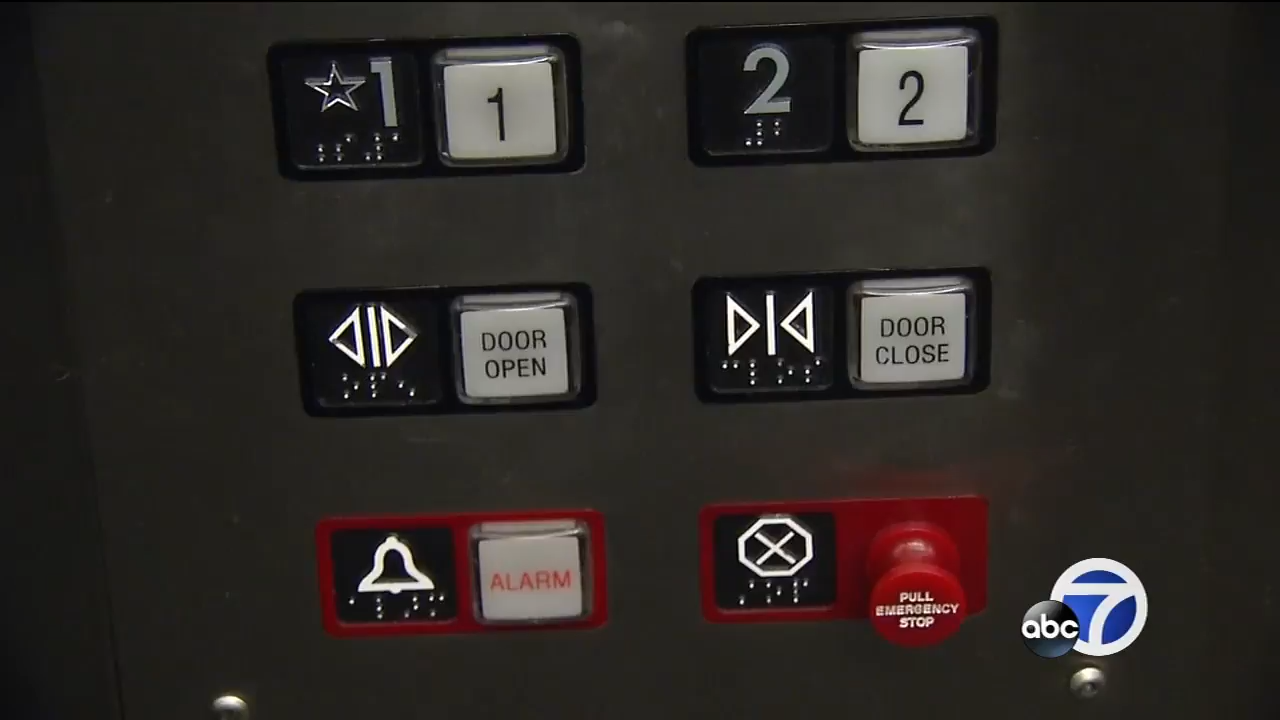 ☆1 1
2 2
DOOR
OPEN
DOOR
CLOSE
ALARM
PULL
EMERGENCY
STOP
abc 7